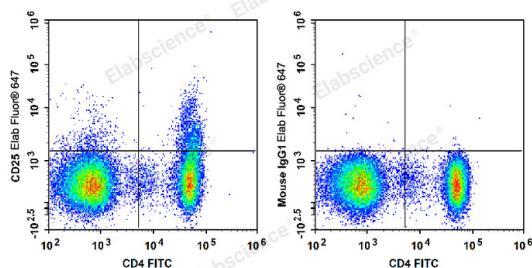 Elabscience®
Elabscience®
Elabscience®
Elabscience®
CD25 Elab Fluor® 647
10^6
10^5
10^4
10^3
-10^2.5
10^2 10^3 10^4 10^5 10^6
CD4 FITC
Mouse IgG1 Elab Fluor® 647
10^6
10^5
10^4
10^3
-10^2.5
10^2 10^3 10^4 10^5 10^6
CD4 FITC